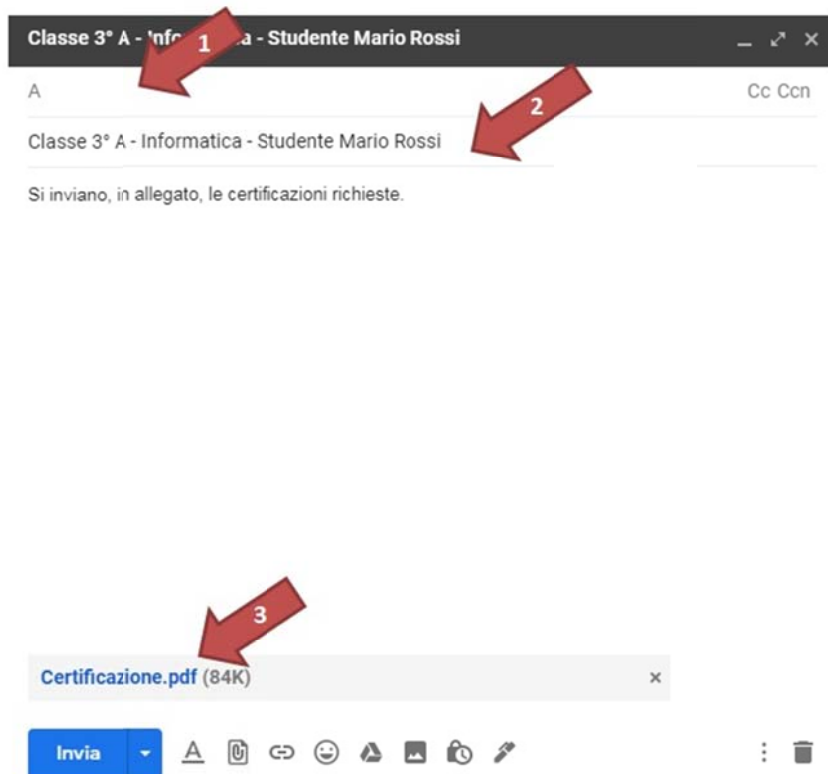 Classe 3° A - Info a - Studente Mario Rossi
1
A
Cc Ccn
2
Classe 3° A - Informatica - Studente Mario Rossi
Si inviano, in allegato, le certificazioni richieste.
3
Certificazione.pdf (84K)
Invia